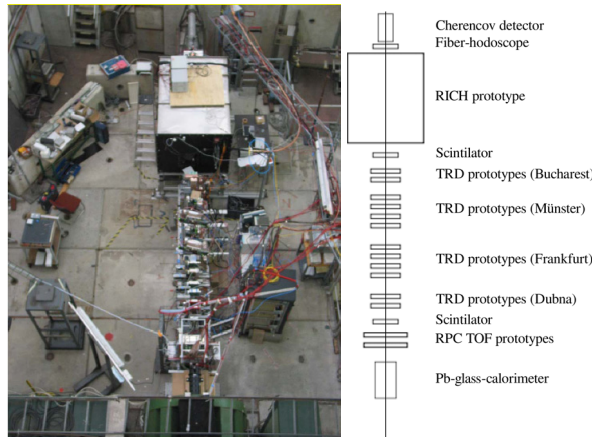 Cherencov detector
Fiber-hodoscope
RICH prototype
Scintilator
TRD prototypes (Bucharest)
TRD prototypes (Münster)
TRD prototypes (Frankfurt)
TRD prototypes (Dubna)
Scintilator
RPC TOF prototypes
Pb-glass-calorimeter